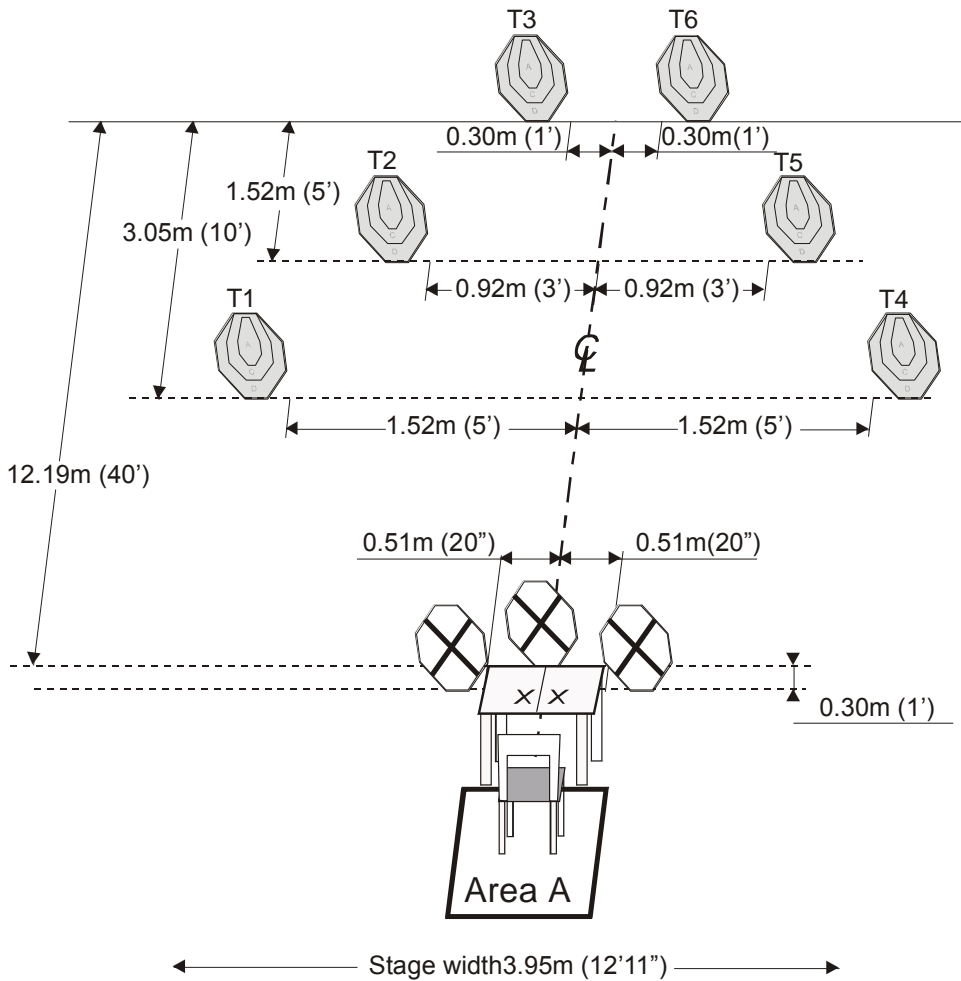 T3 T6
A A
C C
D D
0.30m (1’) 0.30m(1’)
T2 T5
1.52m (5’)
A A
C C
D D
3.05m (10’)
0.92m (3’) 0.92m (3’)
T1 T4
A A
C C
D D
℄
1.52m (5’) 1.52m (5’)
12.19m (40’)
0.51m (20”) 0.51m(20”)
x x
0.30m (1’)
Area A
Stage width3.95m (12’11”)